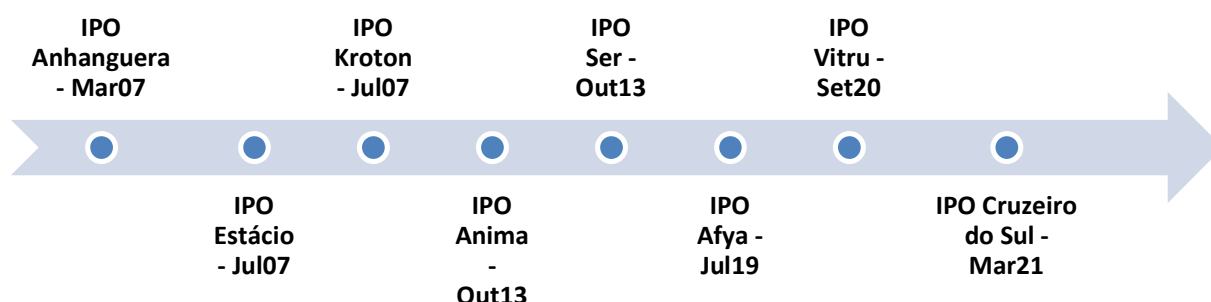 IPO
Anhanguera
- Mar07
IPO
Estácio
- Jul07
IPO
Kroton
- Jul07
IPO
Anima
-
Out13
IPO
Ser -
Out13
IPO
Afya -
Jul19
IPO
Vitru -
Set20
IPO Cruzeiro
do Sul -
Mar21